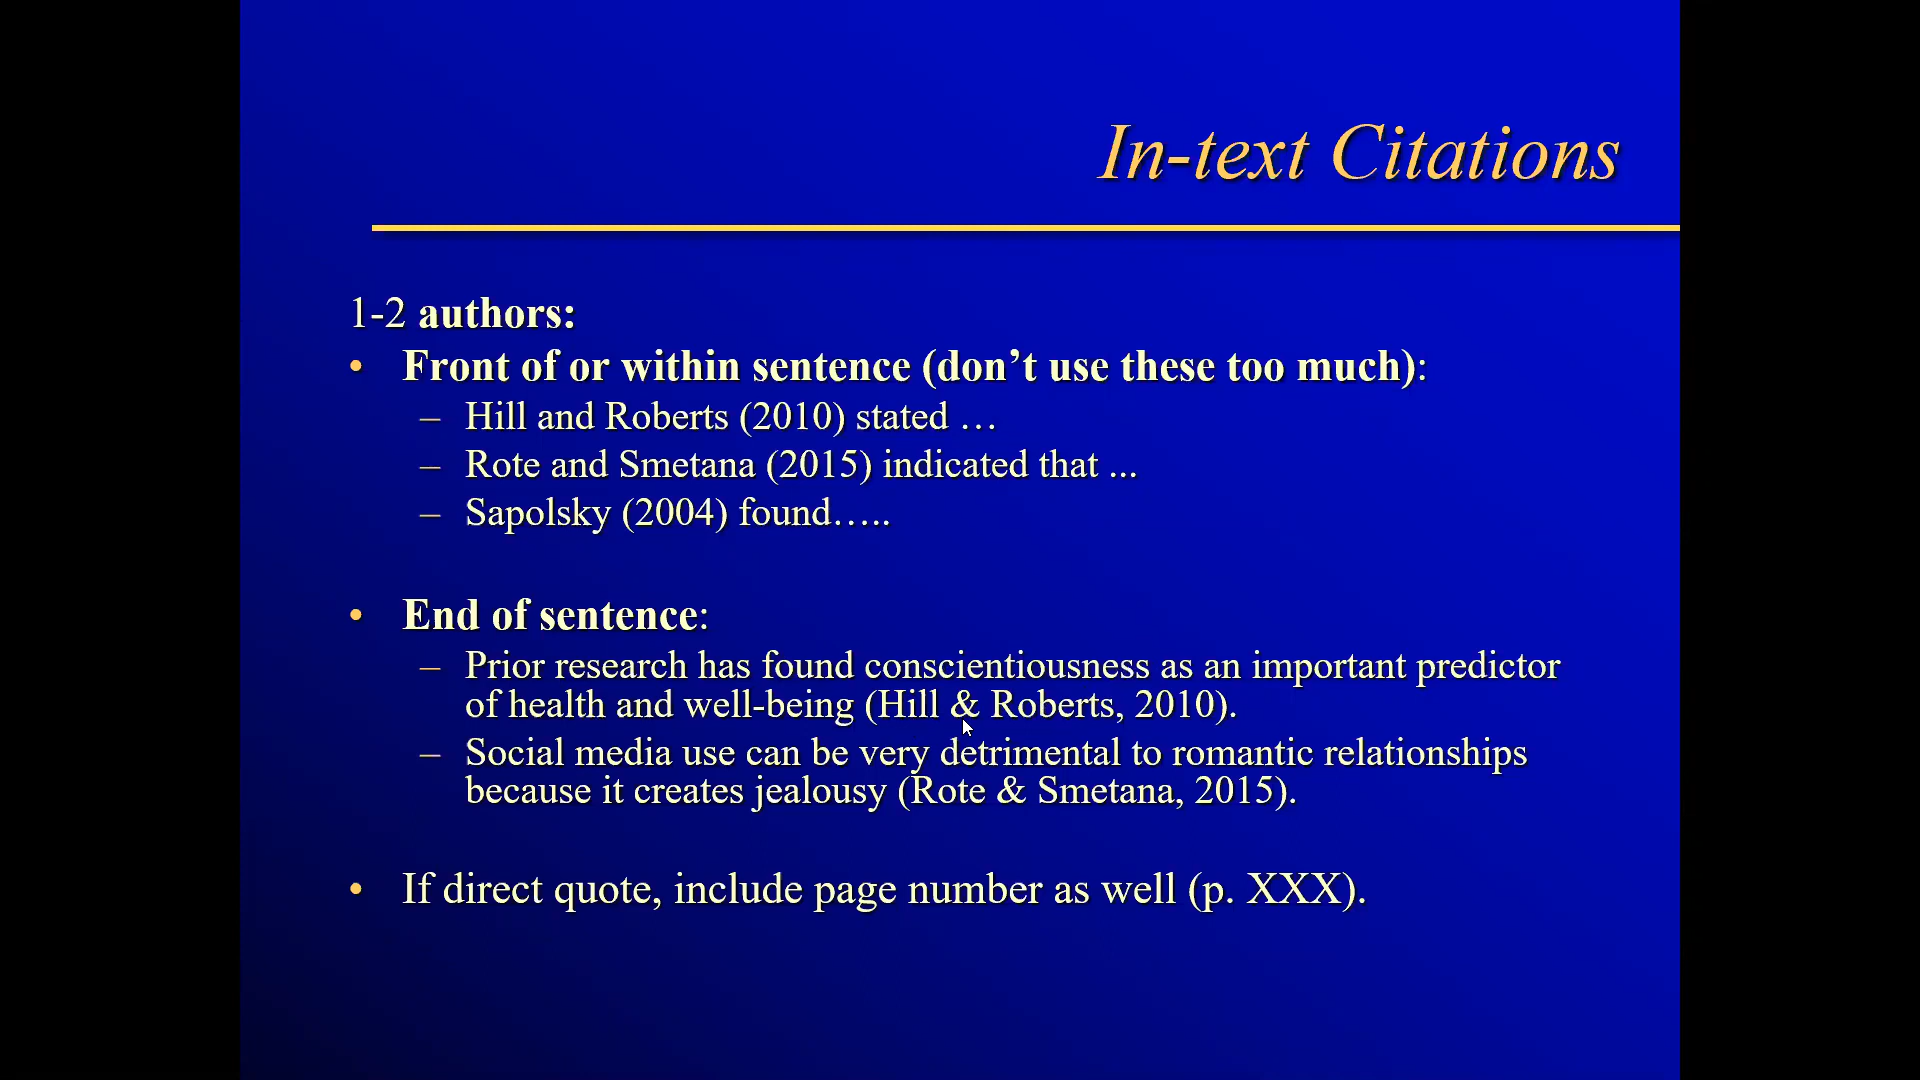 In-text Citations
1-2 authors:
• Front of or within sentence (don’t use these too much):
– Hill and Roberts (2010) stated …
– Rote and Smetana (2015) indicated that ...
– Sapolsky (2004) found…..
• End of sentence:
– Prior research has found conscientiousness as an important predictor
of health and well-being (Hill & Roberts, 2010).
– Social media use can be very detrimental to romantic relationships
because it creates jealousy (Rote & Smetana, 2015).
• If direct quote, include page number as well (p. XXX).